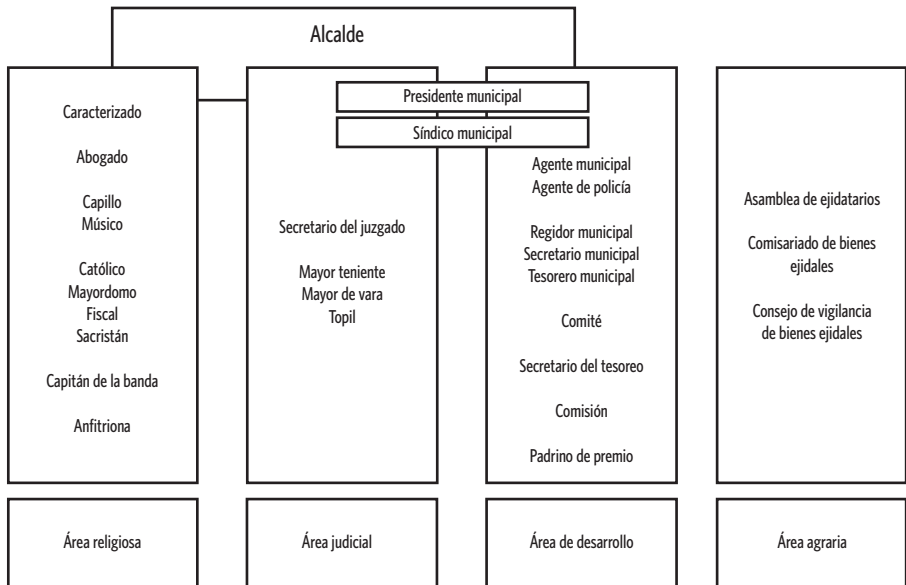 Alcalde
Caracterizado
Abogado
Capillo
Músico
Católico
Mayordomo
Fiscal
Sacristán
Capitán de la banda
Anfitriona
Presidente municipal
Síndico municipal
Secretario del juzgado
Mayor teniente
Mayor de vara
Topil
Agente municipal
Agente de policía
Regidor municipal
Secretario municipal
Tesorero municipal
Comité
Secretario del tesoreo
Comisión
Padrino de premio
Asamblea de ejidatarios
Comisariado de bienes
ejidales
Consejo de vigilancia
de bienes ejidales
Área religiosa
Área judicial
Área de desarrollo
Área agraria